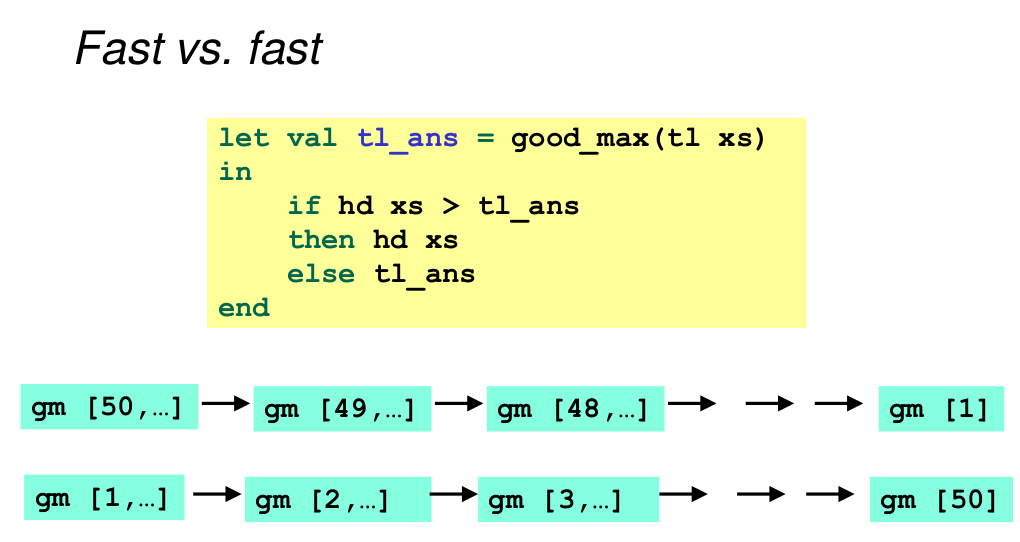 Fast vs. fast
let val tl_ans = good_max(tl xs)
in
    if hd xs > tl_ans
    then hd xs
    else tl_ans
end
gm [50,…] gm [49,…] gm [48,…] gm [1]
gm [1,…] gm [2,…] gm [3,…] gm [50]